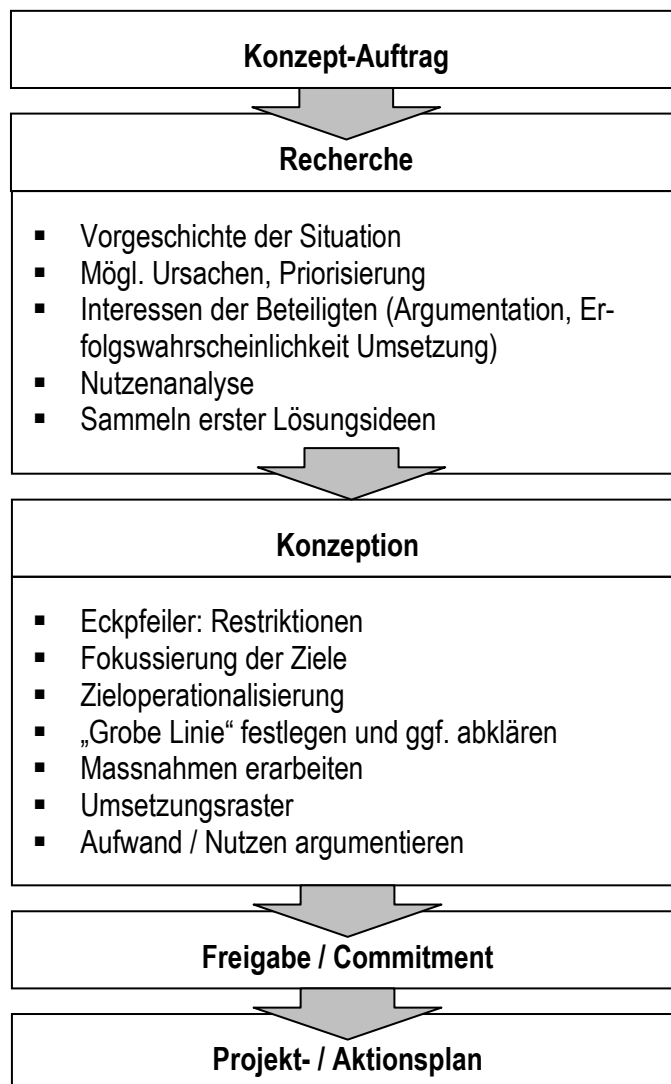 Konzept-Auftrag
Recherche
▪ Vorgeschichte der Situation
▪ Mögl. Ursachen, Priorisierung
▪ Interessen der Beteiligten (Argumentation, Er-
folgswahrscheinlichkeit Umsetzung)
▪ Nutzenanalyse
▪ Sammeln erster Lösungsideen
Konzeption
▪ Eckpfeiler: Restriktionen
▪ Fokussierung der Ziele
▪ Zieloperationalisierung
▪ „Grobe Linie“ festlegen und ggf. abklären
▪ Massnahmen erarbeiten
▪ Umsetzungsraster
▪ Aufwand / Nutzen argumentieren
Freigabe / Commitment
Projekt- / Aktionsplan